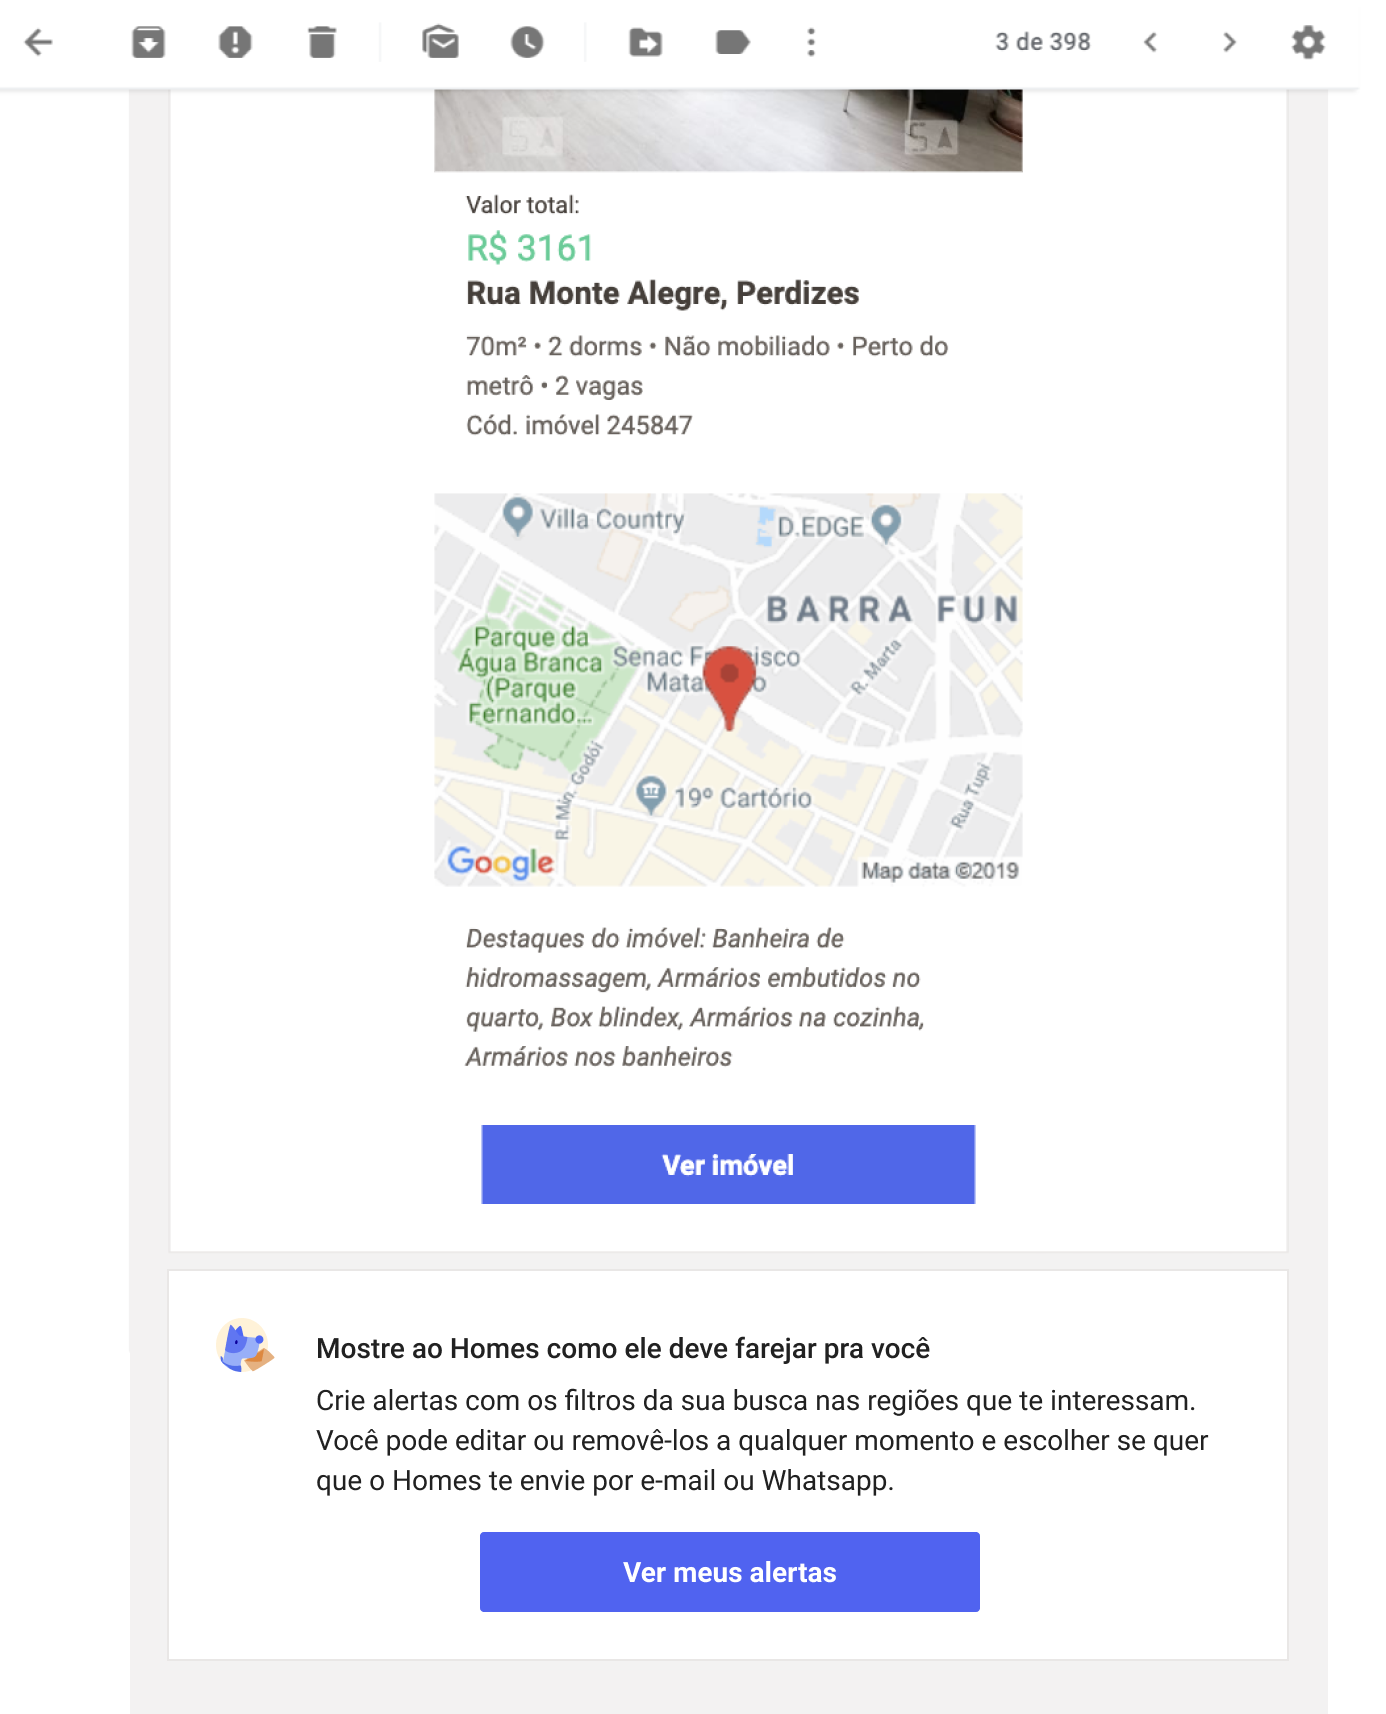 3 de 398
5A 5A
Valor total:
R$ 3161
Rua Monte Alegre, Perdizes
70m² • 2 dorms • Não mobiliado • Perto do
metrô • 2 vagas
Cód. imóvel 245847
Villa Country
D.EDGE
BARRA FUN
Parque da
Água Branca
(Parque
Fernando...
Senac F isco
Mata o
R. Marta
R. Min. Godói
19º Cartório
Rua Tupi
Google
Map data ©2019
Destaques do imóvel: Banheira de
hidromassagem, Armários embutidos no
quarto, Box blindex, Armários na cozinha,
Armários nos banheiros
Ver imóvel
Mostre ao Homes como ele deve farejar pra você
Crie alertas com os filtros da sua busca nas regiões que te interessam.
Você pode editar ou removê-los a qualquer momento e escolher se quer
que o Homes te envie por e-mail ou Whatsapp.
Ver meus alertas